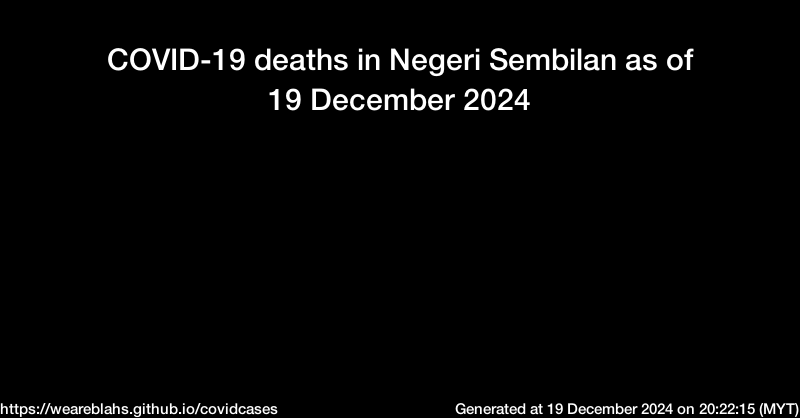 COVID-19 deaths in Negeri Sembilan as of
19 December 2024
https://weareblahs.github.io/covidcases
Generated at 19 December 2024 on 20:22:15 (MYT)